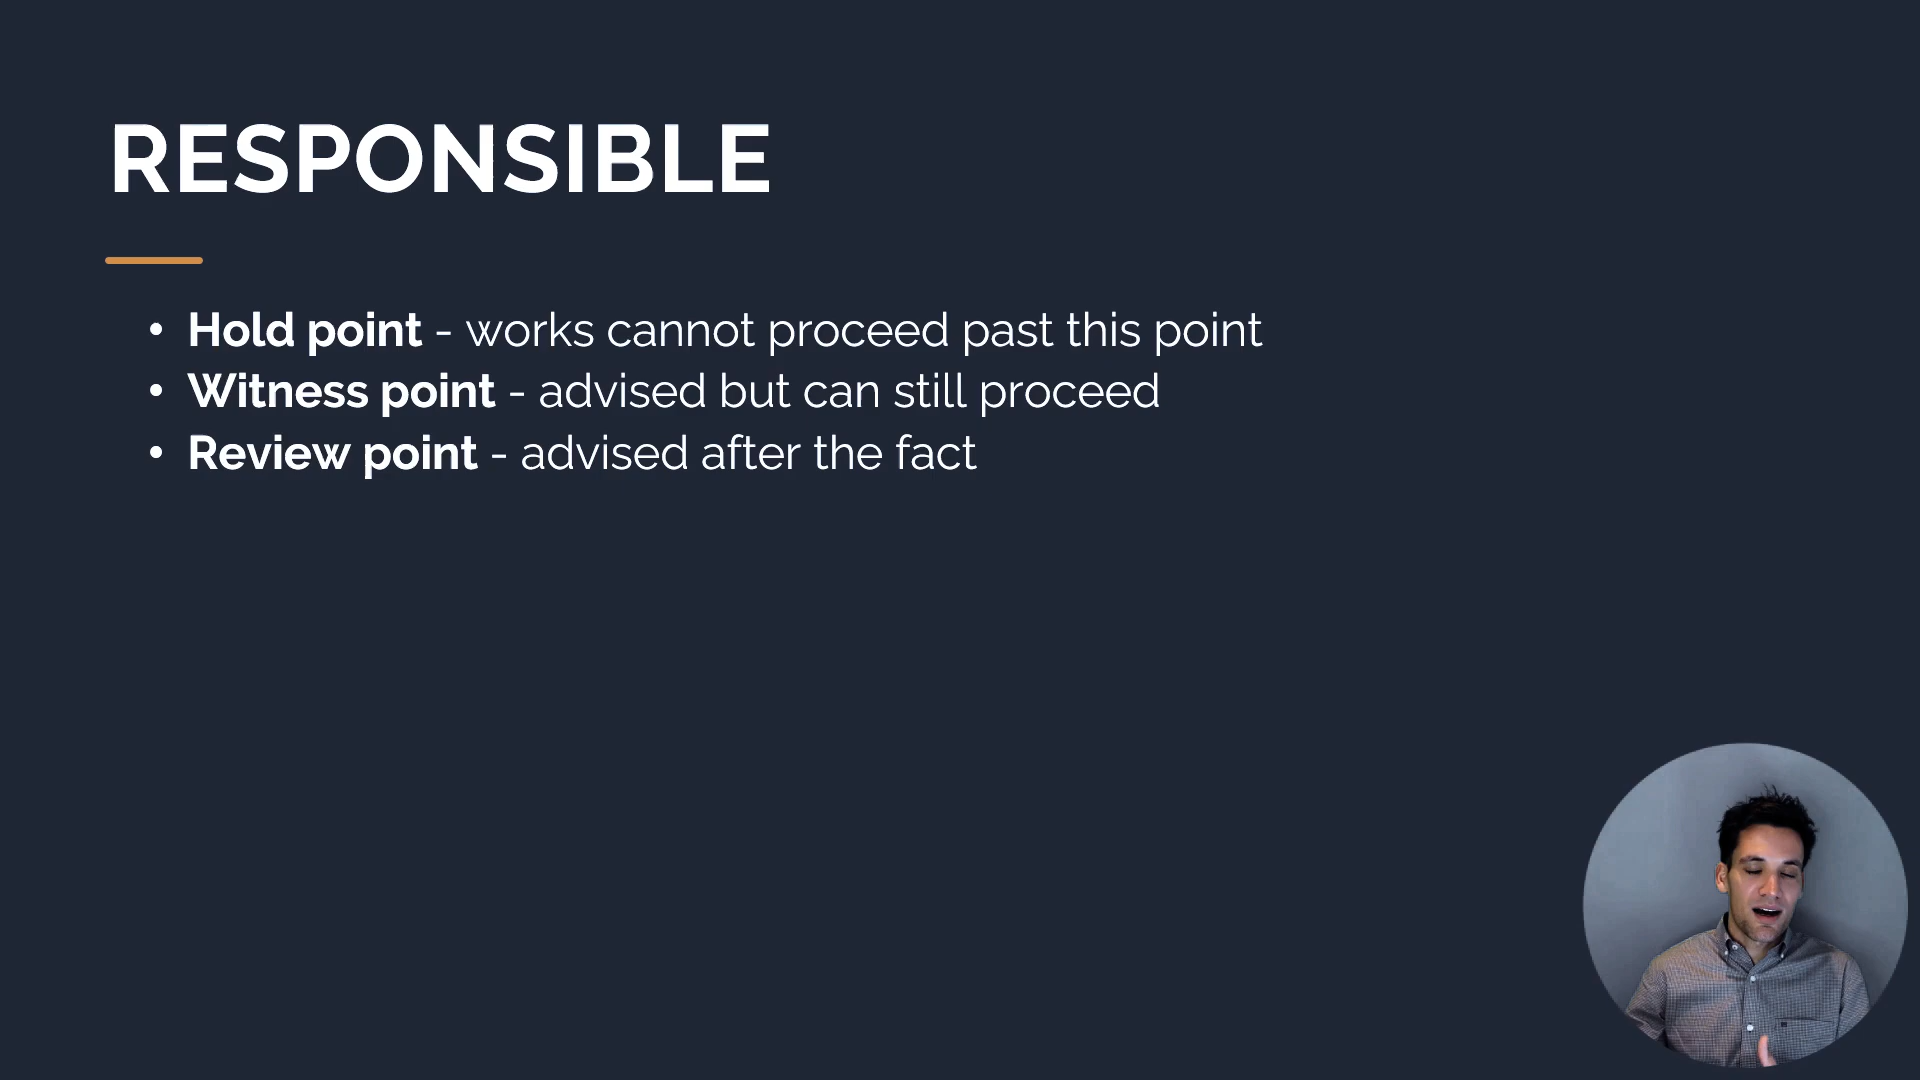 RESPONSIBLE
• Hold point - works cannot proceed past this point
• Witness point - advised but can still proceed
• Review point - advised after the fact